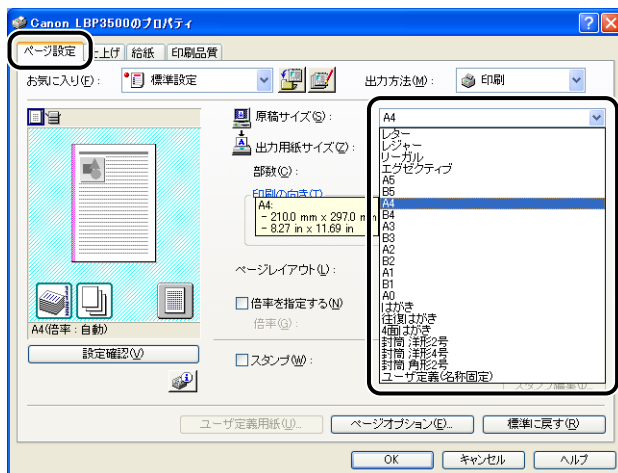 Canon LBP3500のプロパティ
ページ設定 上げ 給紙 印刷品質
お気に入り(F): 標準設定 出力方法(M): 印刷
原稿サイズ(S): A4
出力用紙サイズ(Z):
部数(C):
印刷の向き(T)
A4:
- 210.0 mm x 297.0 mm
- 8.27 in x 11.69 in
レター
レジャー
リーガル
エグゼクティブ
A5
B5
A4
B4
A3
B3
A2
B2
A1
B1
A0
はがき
往復はがき
4面はがき
封筒 洋形2号
封筒 洋形4号
封筒 角形2号
ユーザ定義(名称固定)
ページレイアウト(L):
倍率を指定する(N)
倍率(G):
A4(倍率:自動)
設定確認(V)
スタンプ(W):
スタンプ編集(D)...
ユーザ定義用紙(U)... ページオプション(E)... 標準に戻す(R)
OK キャンセル ヘルプ